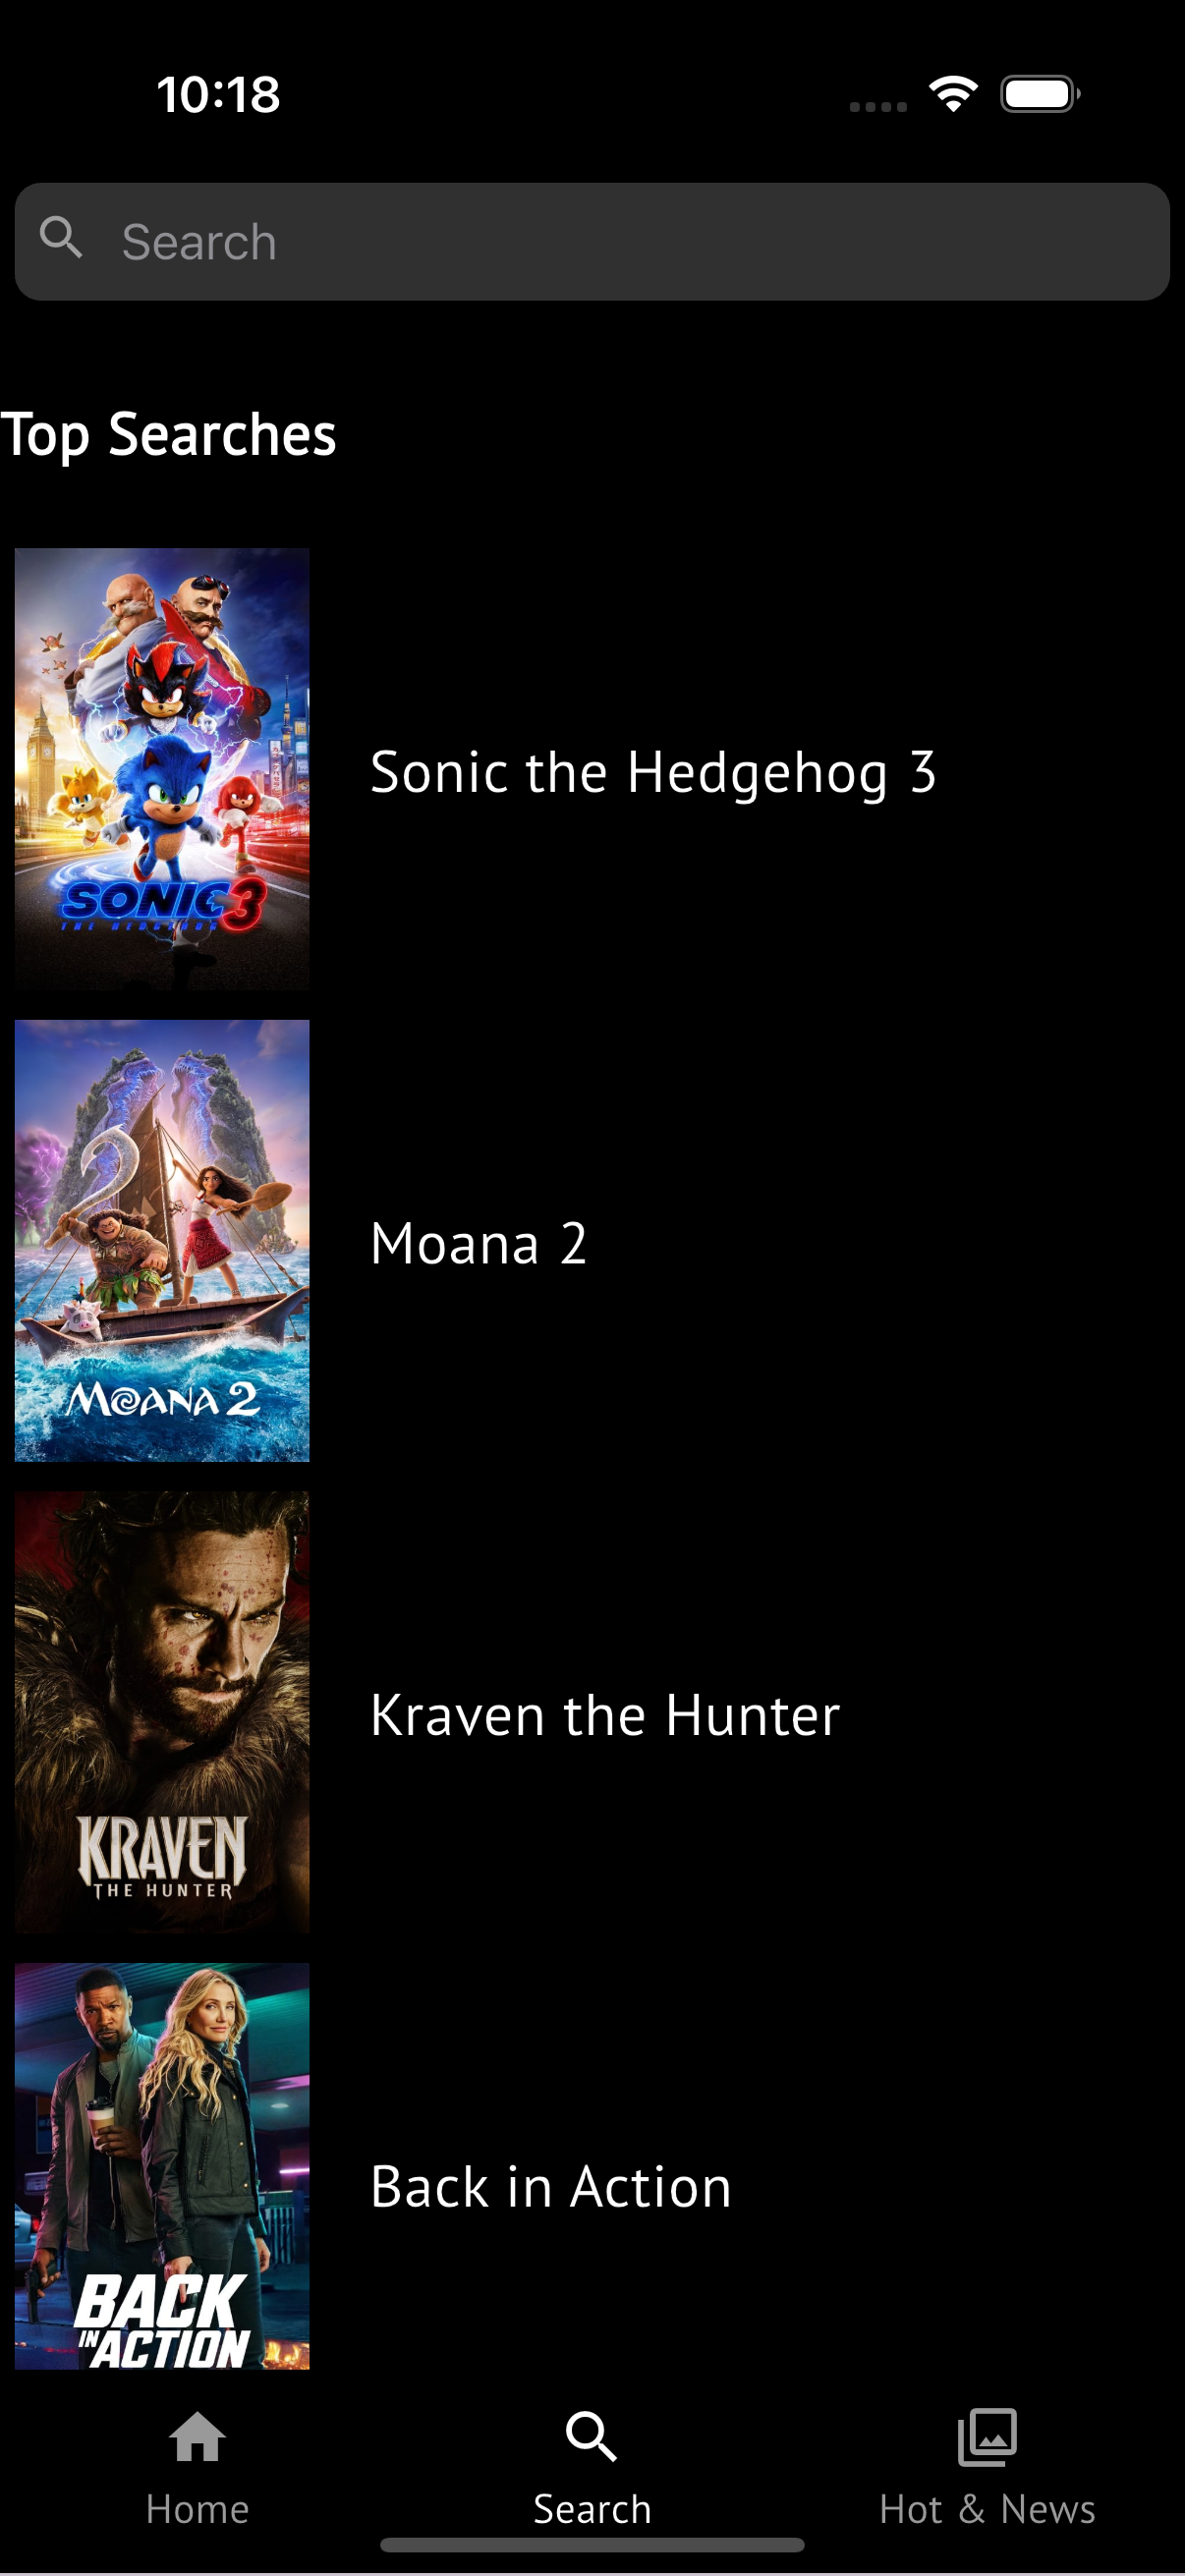 10:18
Search
Top Searches
SONIC 3
THE HEDGEHOG
Sonic the Hedgehog 3
MOANA 2
Moana 2
KRAVEN
THE HUNTER
Kraven the Hunter
BACK
IN ACTION
Back in Action
Home
Search
Hot & News